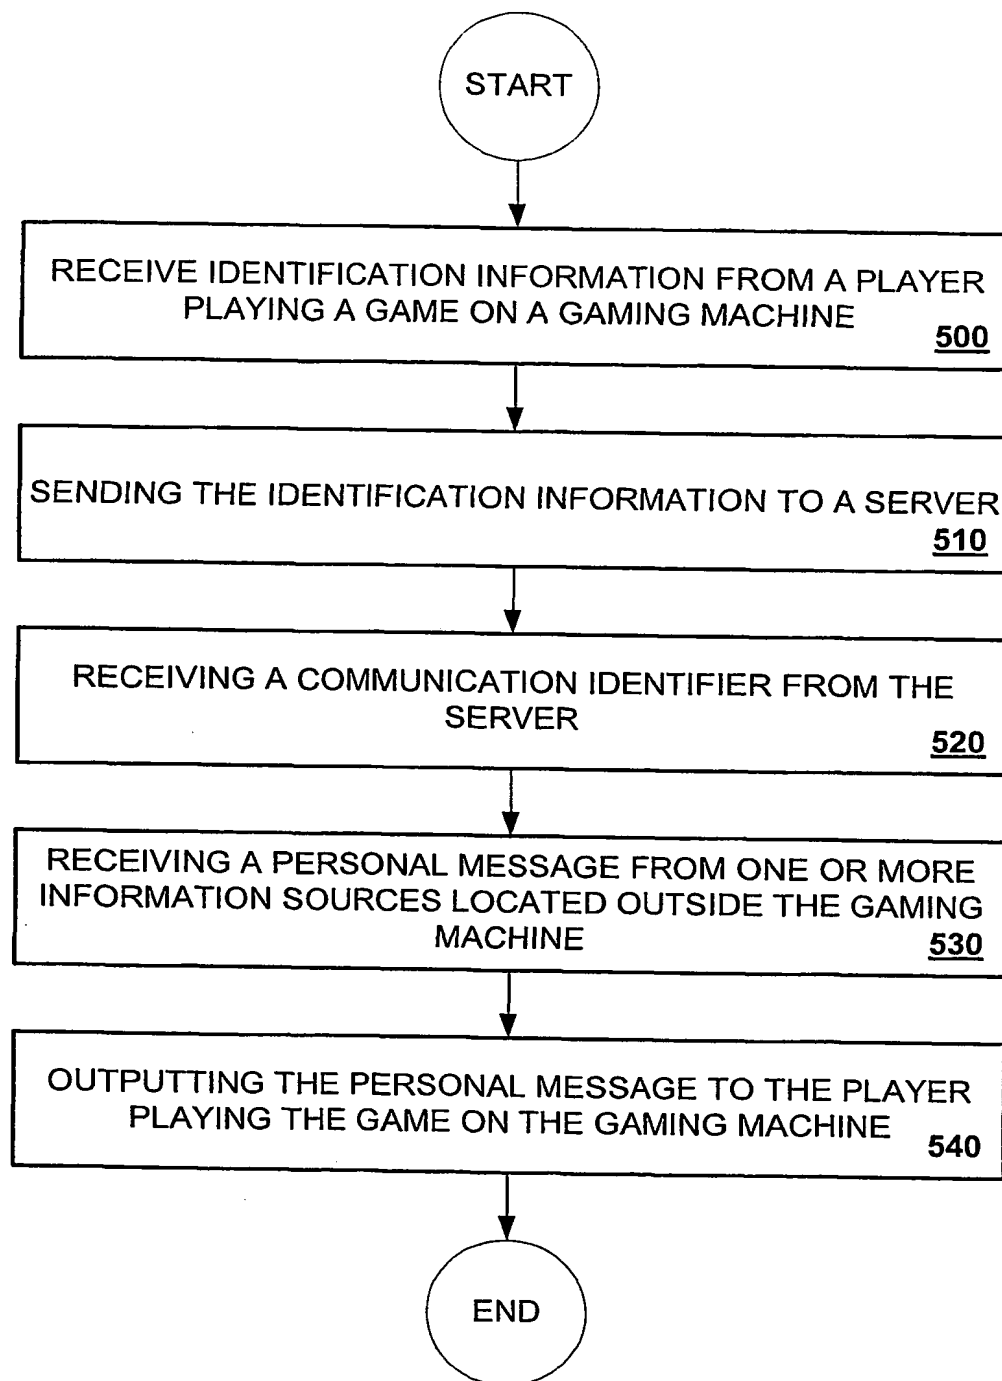 START
RECEIVE IDENTIFICATION INFORMATION FROM A PLAYER
PLAYING A GAME ON A GAMING MACHINE
500
SENDING THE IDENTIFICATION INFORMATION TO A SERVER
510
RECEIVING A COMMUNICATION IDENTIFIER FROM THE
SERVER
520
RECEIVING A PERSONAL MESSAGE FROM ONE OR MORE
INFORMATION SOURCES LOCATED OUTSIDE THE GAMING
MACHINE
530
OUTPUTTING THE PERSONAL MESSAGE TO THE PLAYER
PLAYING THE GAME ON THE GAMING MACHINE
540
END